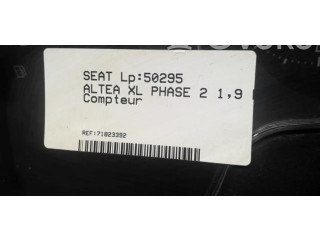 SEAT Lp:50295
ALTEA XL PHASE 2 1,9
Compteur
REF:71823392